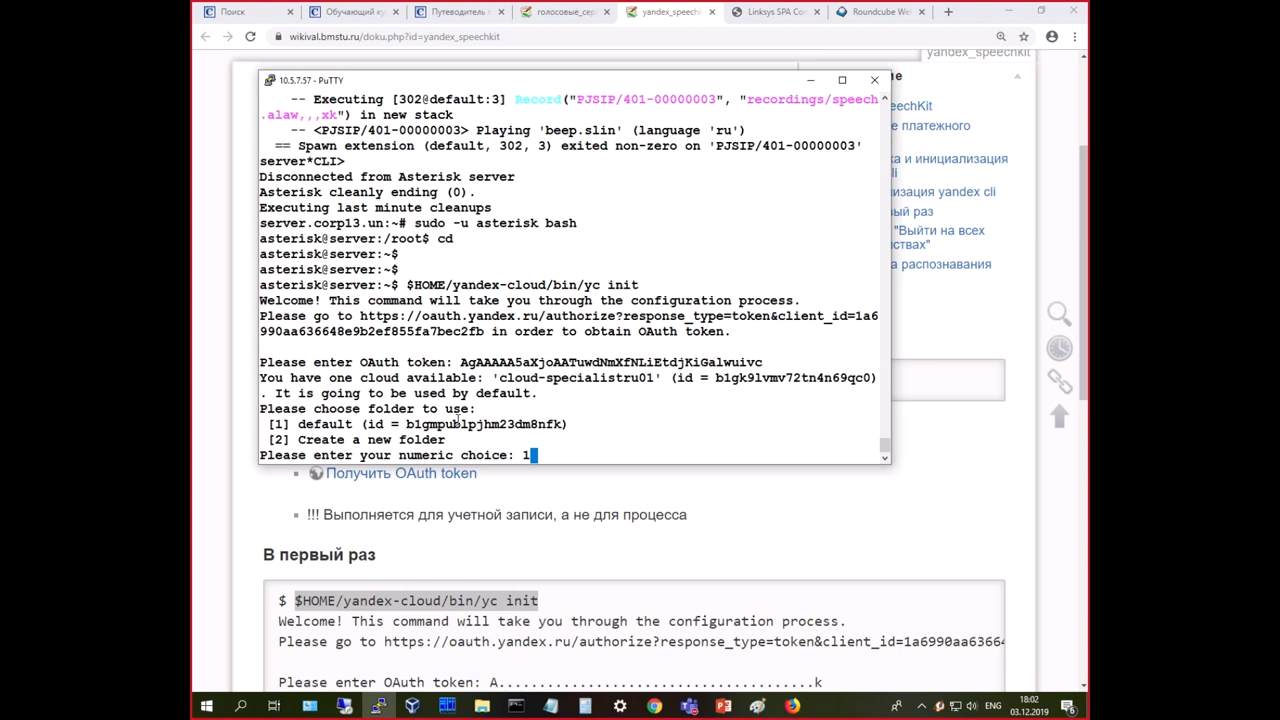 Поиск
Обучающий ку
Путеводитель
голосовые_сер
yandex_speechk
Linksys SPA Co
Roundcube We
wikival.bmstu.ru/doku.php?id=yandex_speechkit
yandex_speechkit
10.5.7.57 - PuTTY
-- Executing [302@default:3] Record("PJSIP/401-00000003", "recordings/speech
.alaw,,,xk") in new stack
-- <PJSIP/401-00000003> Playing 'beep.slin' (language 'ru')
== Spawn extension (default, 302, 3) exited non-zero on 'PJSIP/401-00000003'
server*CLI>
Disconnected from Asterisk server
Asterisk cleanly ending (0).
Executing last minute cleanups
server.corp13.un:~# sudo -u asterisk bash
asterisk@server:/root$ cd
asterisk@server:~$
asterisk@server:~$
asterisk@server:~$ $HOME/yandex-cloud/bin/yc init
Welcome! This command will take you through the configuration process.
Please go to https://oauth.yandex.ru/authorize?response_type=token&client_id=1a6
990aa636648e9b2ef855fa7bec2fb in order to obtain OAuth token.
Please enter OAuth token: AgAAAAA5aXjoAATuwdNmXfNLiEtdjKiGalwuivc
You have one cloud available: 'cloud-specialistru01' (id = b1gk9lvmv72tn4n69qc0)
. It is going to be used by default.
Please choose folder to use:
[1] default (id = b1gmpublpjhm23dm8nfk)
[2] Create a new folder
Please enter your numeric choice: 1
ие
eechKit
е платежного
ка и инициализация
li
лизация yandex cli
вый раз
"Выйти на всех
ствах"
а распознавания
Получить OAuth token
!!! Выполняется для учетной записи, а не для процесса
В первый раз
$ $HOME/yandex-cloud/bin/yc init
Welcome! This command will take you through the configuration process.
Please go to https://oauth.yandex.ru/authorize?response_type=token&client_id=1a6990aa63664
Please enter OAuth token: A.....................................k
ENG
18:02
03.12.2019
6